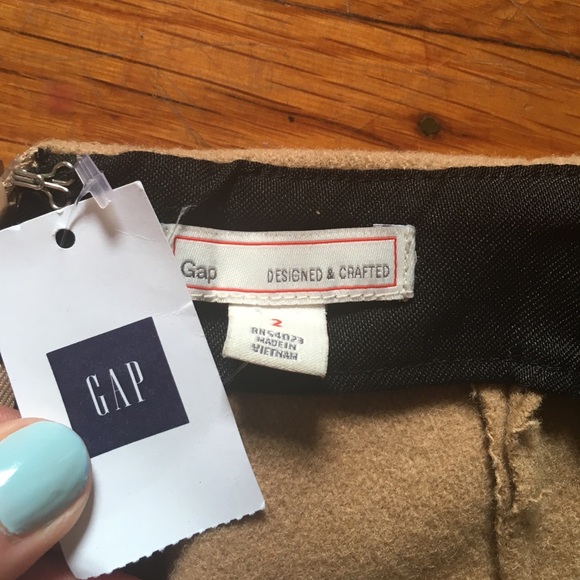 Gap DESIGNED & CRAFTED
2
RN54023
MADE IN
VIETNAM
GAP